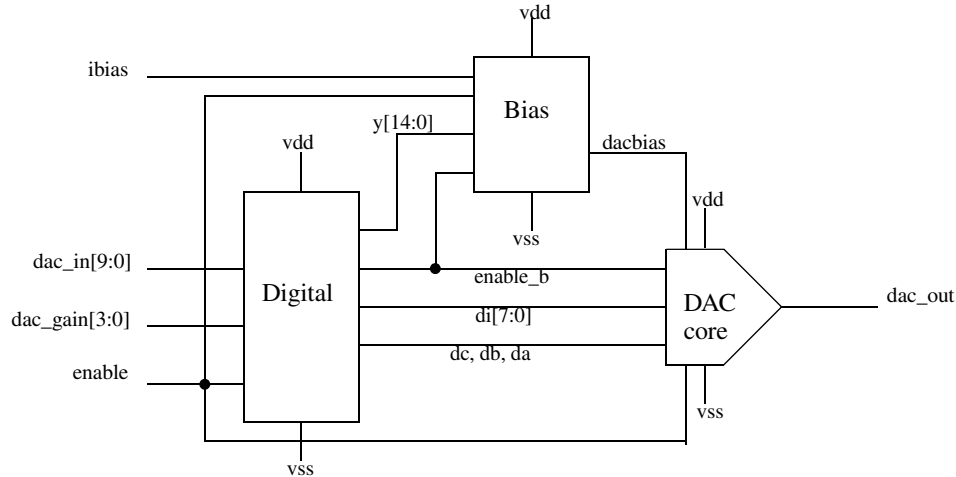 vdd
ibias
Bias
y[14:0]
vdd
dacbias
vdd
vss
dac_in[9:0]
enable_b
Digital
DAC
core
dac_out
dac_gain[3:0]
di[7:0]
dc, db, da
enable
vss
vss